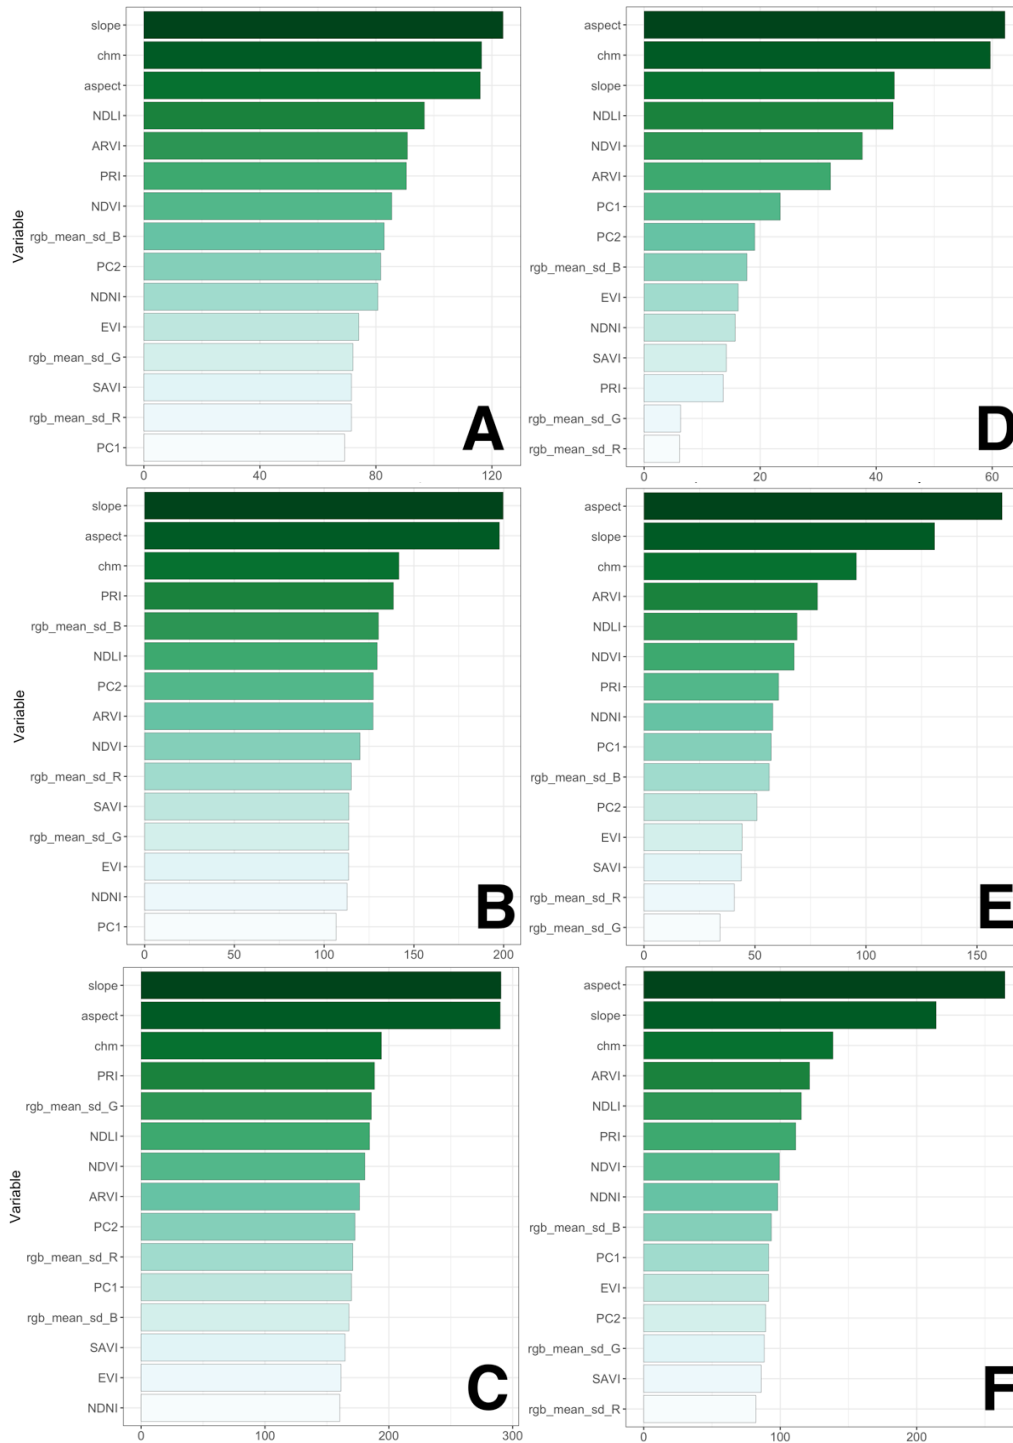 slope
chm
aspect
NDLI
ARVI
PRI
NDVI
rgb_mean_sd_B
PC2
NDNI
EVI
rgb_mean_sd_G
SAVI
rgb_mean_sd_R
PC1
Variable
0 40 80 120
A
aspect
chm
slope
NDLI
NDVI
ARVI
PC1
PC2
rgb_mean_sd_B
EVI
NDNI
SAVI
PRI
rgb_mean_sd_G
rgb_mean_sd_R
0 20 40 60
D
slope
aspect
chm
PRI
rgb_mean_sd_B
NDLI
PC2
ARVI
NDVI
rgb_mean_sd_R
SAVI
rgb_mean_sd_G
EVI
NDNI
PC1
Variable
0 50 100 150 200
B
aspect
slope
chm
ARVI
NDLI
NDVI
PRI
NDNI
PC1
rgb_mean_sd_B
PC2
EVI
SAVI
rgb_mean_sd_R
rgb_mean_sd_G
0 50 100 150
E
slope
aspect
chm
PRI
rgb_mean_sd_G
NDLI
NDVI
ARVI
PC2
rgb_mean_sd_R
PC1
rgb_mean_sd_B
SAVI
EVI
NDNI
Variable
0 100 200 300
C
aspect
slope
chm
ARVI
NDLI
PRI
NDVI
NDNI
rgb_mean_sd_B
PC1
EVI
PC2
rgb_mean_sd_G
SAVI
rgb_mean_sd_R
0 100 200
F